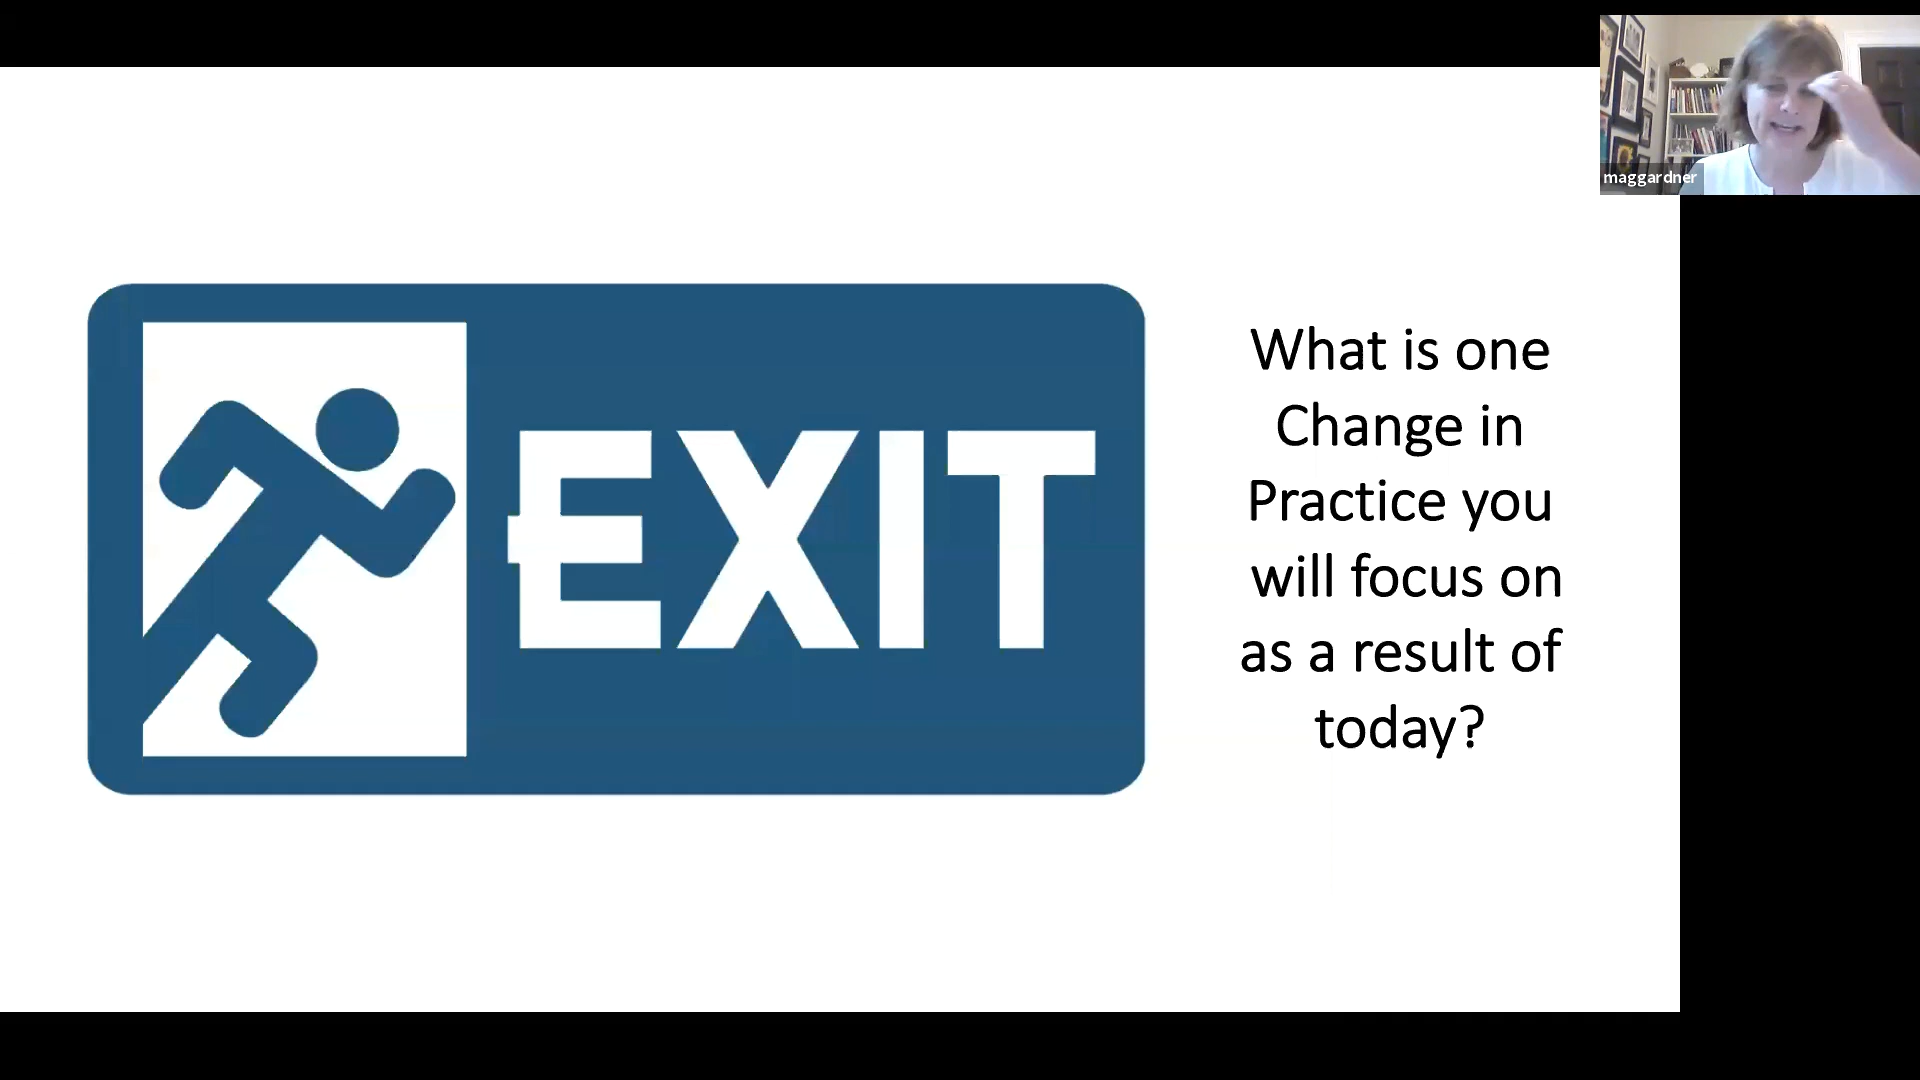 maggardner
EXIT
What is one
Change in
Practice you
will focus on
as a result of
today?